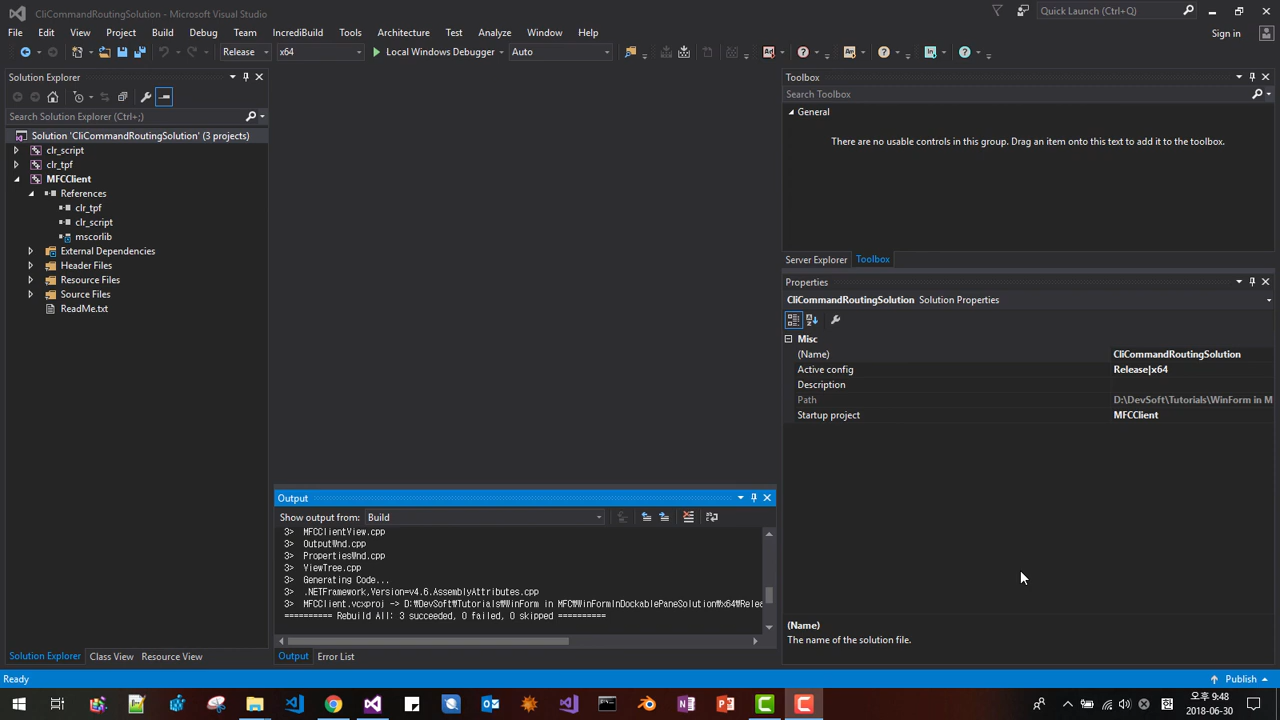 CliCommandRoutingSolution - Microsoft Visual Studio
Quick Launch (Ctrl+Q)
File Edit View Project Build Debug Team IncrediBuild Tools Architecture Test Analyze Window Help
Sign in
Release x64 Local Windows Debugger Auto
Solution Explorer
Search Solution Explorer (Ctrl+;)
Solution 'CliCommandRoutingSolution' (3 projects)
clr_script
clr_tpf
MFCClient
References
clr_tpf
clr_script
mscorlib
External Dependencies
Header Files
Resource Files
Source Files
ReadMe.txt
Solution Explorer Class View Resource View
Output
Show output from: Build
3> MFCClientView.cpp
3> OutputWnd.cpp
3> PropertiesWnd.cpp
3> ViewTree.cpp
3> Generating Code...
3> .NETFramework,Version=v4.6.AssemblyAttributes.cpp
3> MFCClient.vcxproj -> D:₩DevSoft₩Tutorials₩WinForm in MFC₩WinFormInDockablePaneSolution₩x64₩Relea
========== Rebuild All: 3 succeeded, 0 failed, 0 skipped ==========
Output Error List
Toolbox
Search Toolbox
General
There are no usable controls in this group. Drag an item onto this text to add it to the toolbox.
Server Explorer Toolbox
Properties
CliCommandRoutingSolution Solution Properties
Misc
(Name) CliCommandRoutingSolution
Active config Release|x64
Description
Path D:\DevSoft\Tutorials\WinForm in M
Startup project MFCClient
(Name)
The name of the solution file.
Ready
Publish
오후 9:48
2018-06-30